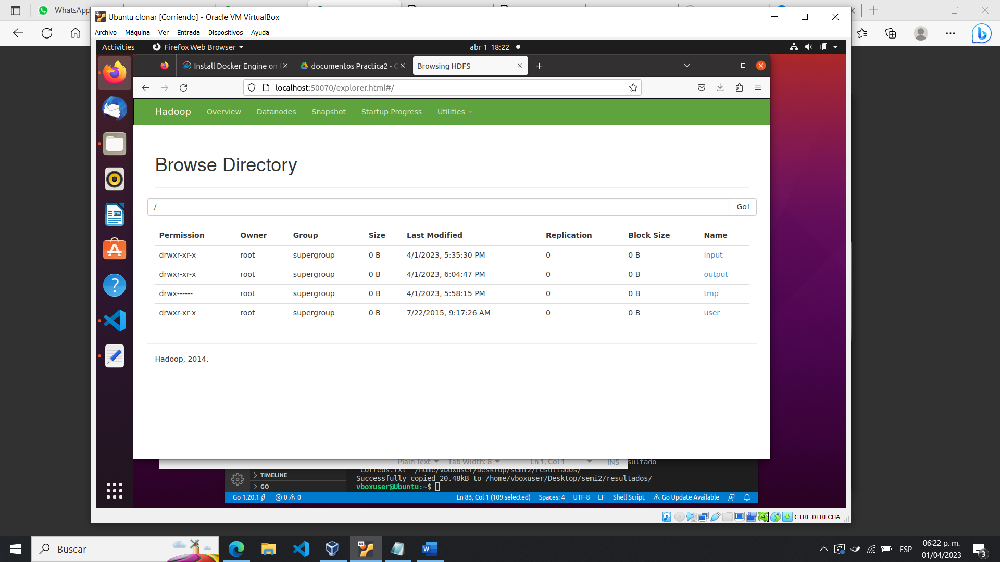 WhatsApp
Ubuntu clonar [Corriendo] - Oracle VM VirtualBox
Archivo Máquina Ver Entrada Dispositivos Ayuda
Activities Firefox Web Browser abr 1 18:22
Install Docker Engine on documentos Practica2 - Browsing HDFS
localhost:50070/explorer.html#/
Hadoop Overview Datanodes Snapshot Startup Progress Utilities
Browse Directory
/ Go!
Permission Owner Group Size Last Modified Replication Block Size Name
drwxr-xr-x root supergroup 0 B 4/1/2023, 5:35:30 PM 0 0 B input
drwxr-xr-x root supergroup 0 B 4/1/2023, 6:04:47 PM 0 0 B output
drwx------ root supergroup 0 B 4/1/2023, 5:58:15 PM 0 0 B tmp
drwxr-xr-x root supergroup 0 B 7/22/2015, 9:17:26 AM 0 0 B user
Hadoop, 2014.
Plain Text Tab Width: 8 Ln 1, Col 1 INS sultado
_Correos.txt "/home/vboxuser/Desktop/semi2/resultados/"
TIMELINE Successfully copied 20.48kB to /home/vboxuser/Desktop/semi2/resultados/
GO vboxuser@Ubuntu:~$
Go 1.20.1 0 0 Ln 83, Col 1 (109 selected) Spaces: 4 UTF-8 LF Shell Script Go Update Available
CTRL DERECHA
Buscar 64 ESP 06:22 p. m.
01/04/2023 3